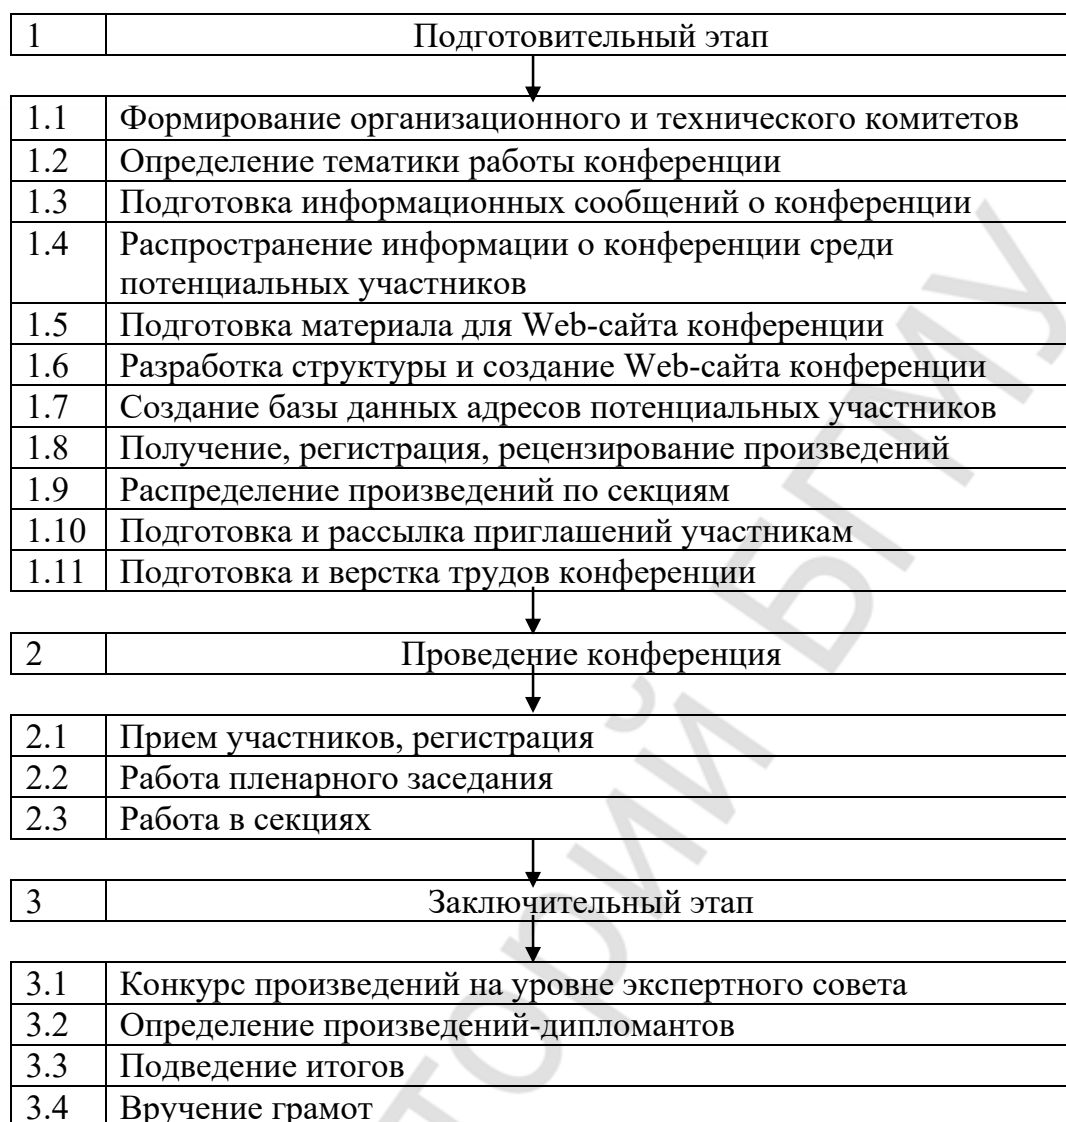 1 Подготовительный этап
1.1 Формирование организационного и технического комитетов
1.2 Определение тематики работы конференции
1.3 Подготовка информационных сообщений о конференции
1.4 Распространение информации о конференции среди
потенциальных участников
1.5 Подготовка материала для Web-сайта конференции
1.6 Разработка структуры и создание Web-сайта конференции
1.7 Создание базы данных адресов потенциальных участников
1.8 Получение, регистрация, рецензирование произведений
1.9 Распределение произведений по секциям
1.10 Подготовка и рассылка приглашений участникам
1.11 Подготовка и верстка трудов конференции
2 Проведение конференция
2.1 Прием участников, регистрация
2.2 Работа пленарного заседания
2.3 Работа в секциях
3 Заключительный этап
3.1 Конкурс произведений на уровне экспертного совета
3.2 Определение произведений-дипломантов
3.3 Подведение итогов
3.4 Вручение грамот
торий БГМУ